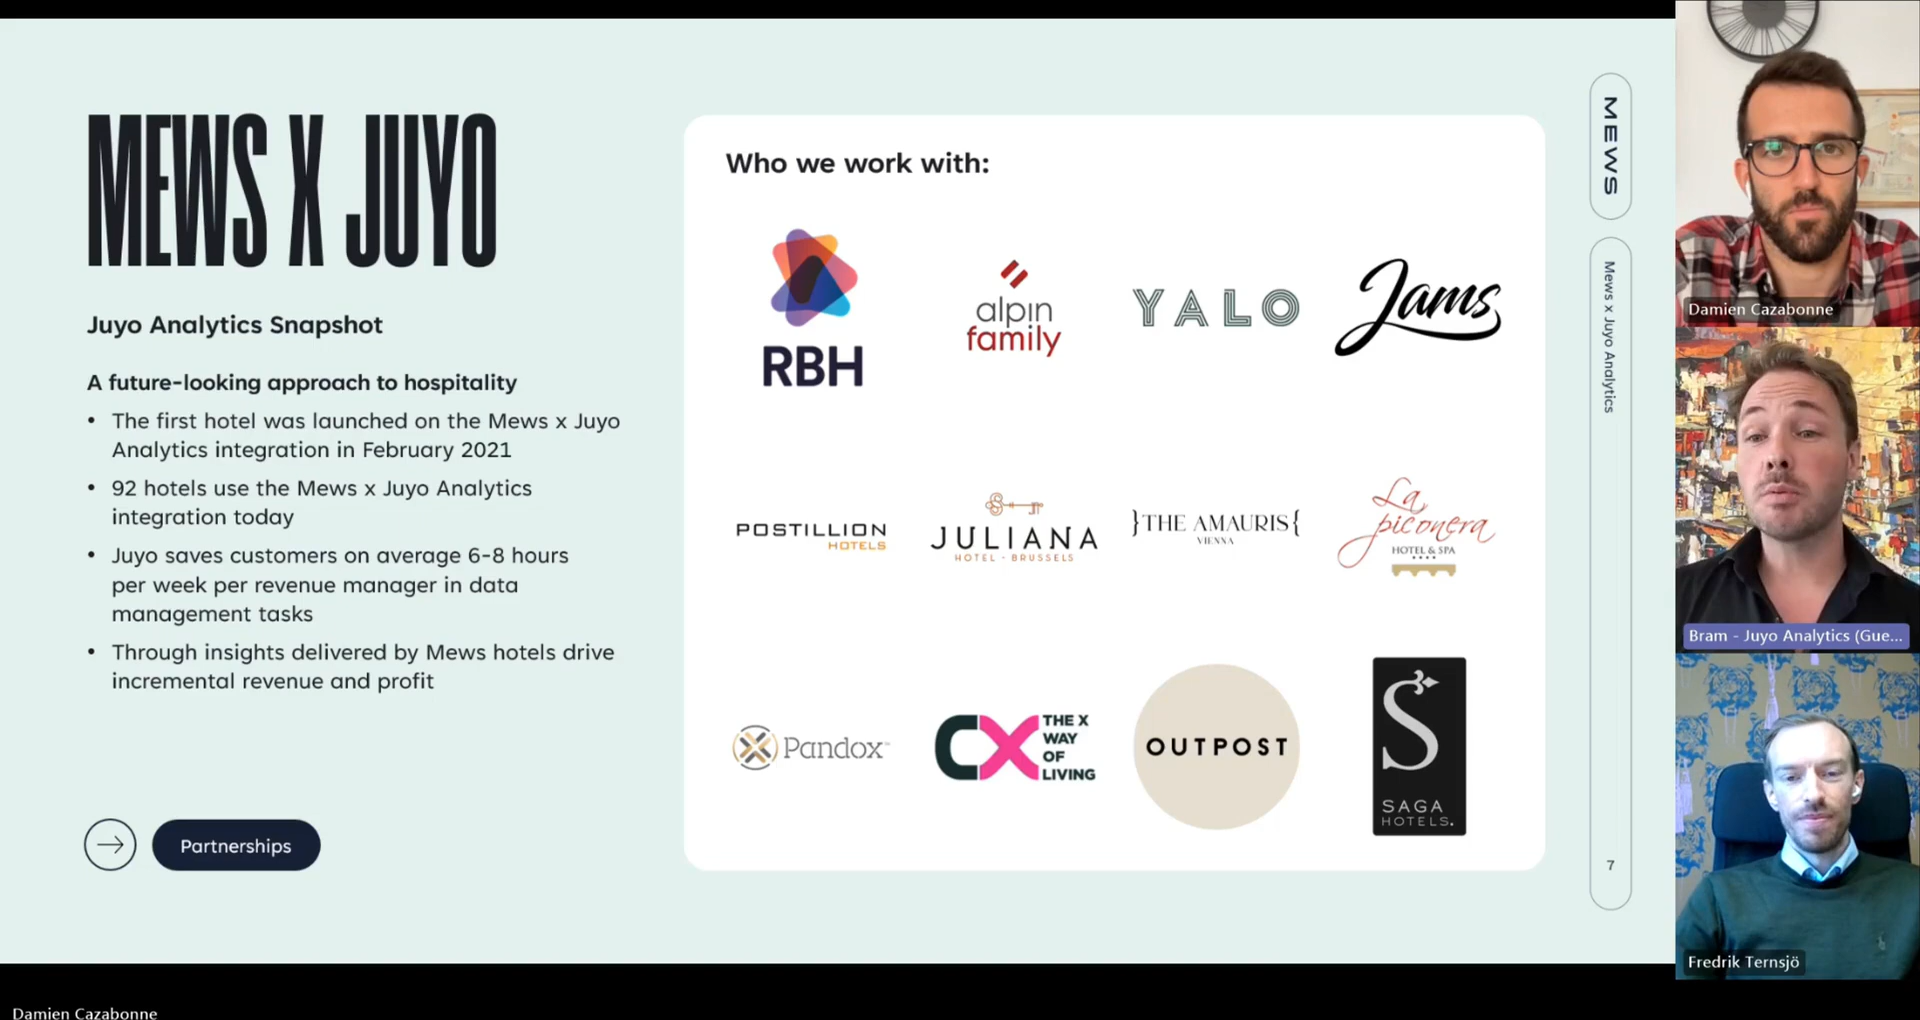 MEWS X JUYO
Juyo Analytics Snapshot
A future-looking approach to hospitality
• The first hotel was launched on the Mews x Juyo
Analytics integration in February 2021
• 92 hotels use the Mews x Juyo Analytics
integration today
• Juyo saves customers on average 6-8 hours
per week per revenue manager in data
management tasks
• Through insights delivered by Mews hotels drive
incremental revenue and profit
Partnerships
Who we work with:
RBH
alpin
family
YALO
Jams
POSTILLION
HOTELS
JULIANA
HOTEL - BRUSSELS
}THE AMAURIS{
VIENNA
La
piconera
HOTEL & SPA
Pandox™
CX THE X
WAY
OF
LIVING
OUTPOST
S
SAGA
HOTELS.
MEWS
Mews x Juyo Analytics
7
Damien Cazabonne
Bram - Juyo Analytics (Gue...
Fredrik Ternsjö
Damien Cazabonne